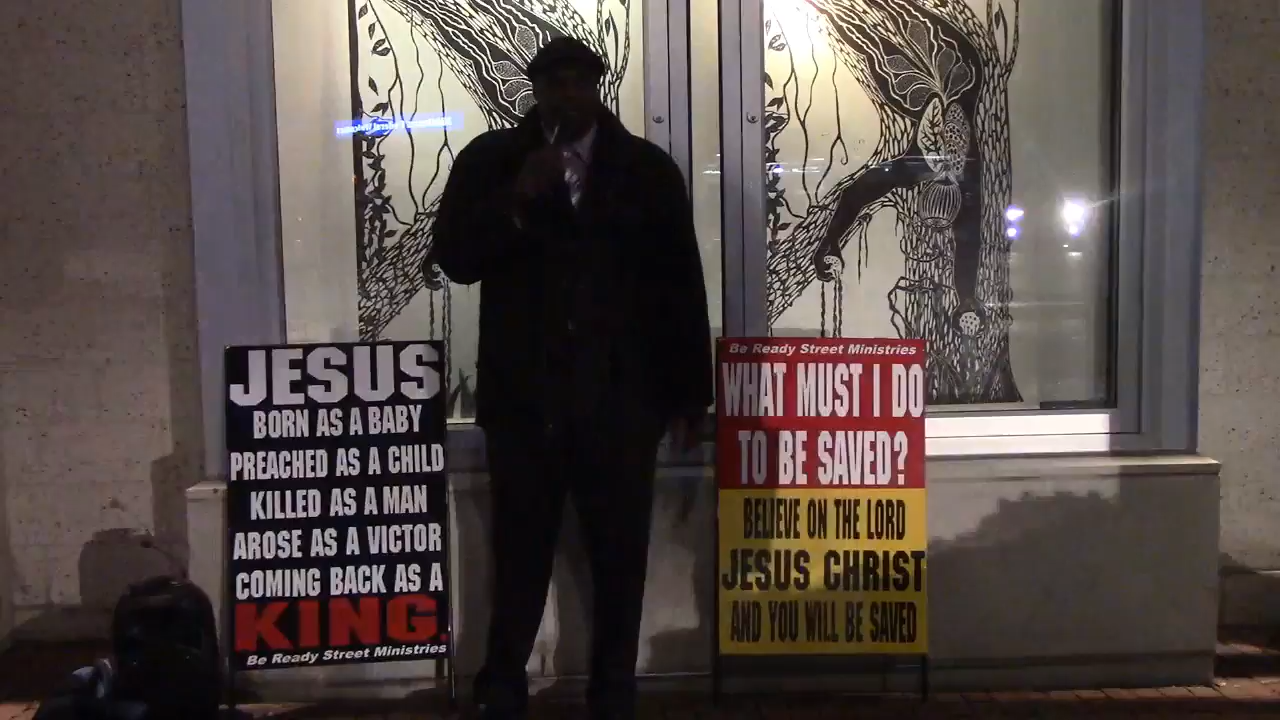 JESUS
BORN AS A BABY
PREACHED AS A CHILD
KILLED AS A MAN
AROSE AS A VICTOR
COMING BACK AS A
KING.
Be Ready Street Ministries
Be Ready Street Ministries
WHAT MUST I DO
TO BE SAVED?
BELIEVE ON THE LORD
JESUS CHRIST
AND YOU WILL BE SAVED